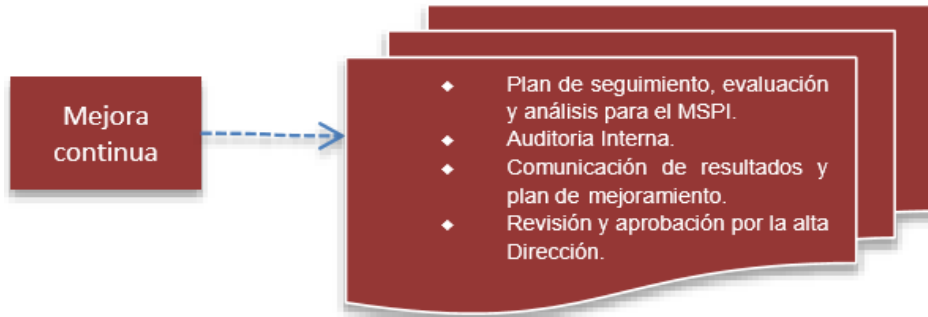 Mejora
continua
◆ Plan de seguimiento, evaluación
y análisis para el MSPI.
◆ Auditoria Interna.
◆ Comunicación de resultados y
plan de mejoramiento.
◆ Revisión y aprobación por la alta
Dirección.